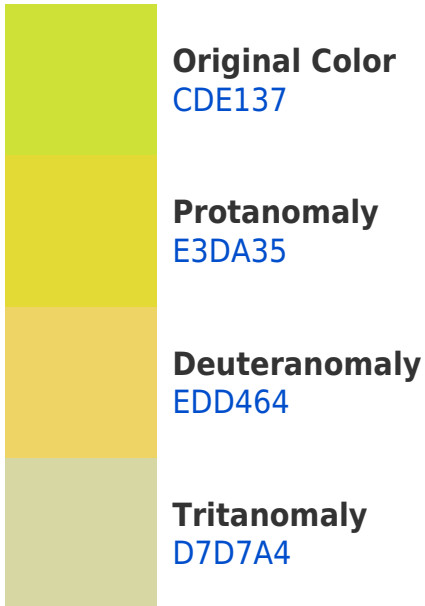 Original Color
CDE137
Protanomaly
E3DA35
Deuteranomaly
EDD464
Tritanomaly
D7D7A4